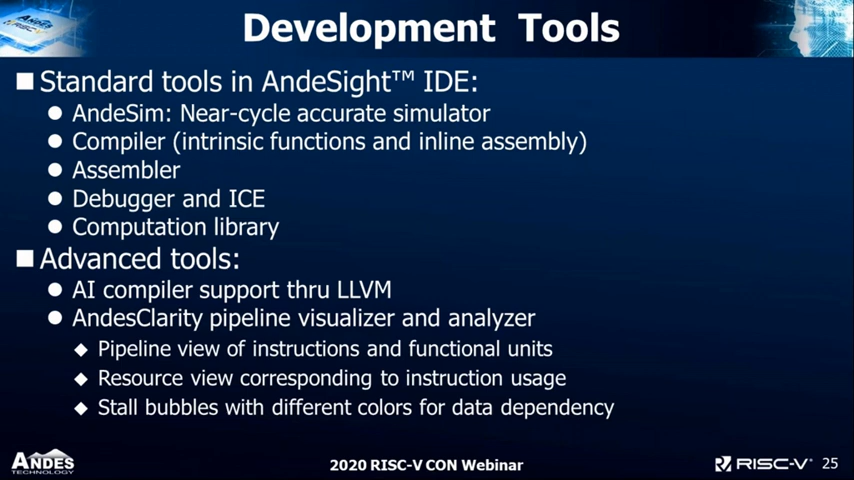 ANDES
RISC-V
Development Tools
Standard tools in AndeSight™ IDE:
AndeSim: Near-cycle accurate simulator
Compiler (intrinsic functions and inline assembly)
Assembler
Debugger and ICE
Computation library
Advanced tools:
AI compiler support thru LLVM
AndesClarity pipeline visualizer and analyzer
Pipeline view of instructions and functional units
Resource view corresponding to instruction usage
Stall bubbles with different colors for data dependency
ANDES
TECHNOLOGY
2020 RISC-V CON Webinar
RISC-V
25